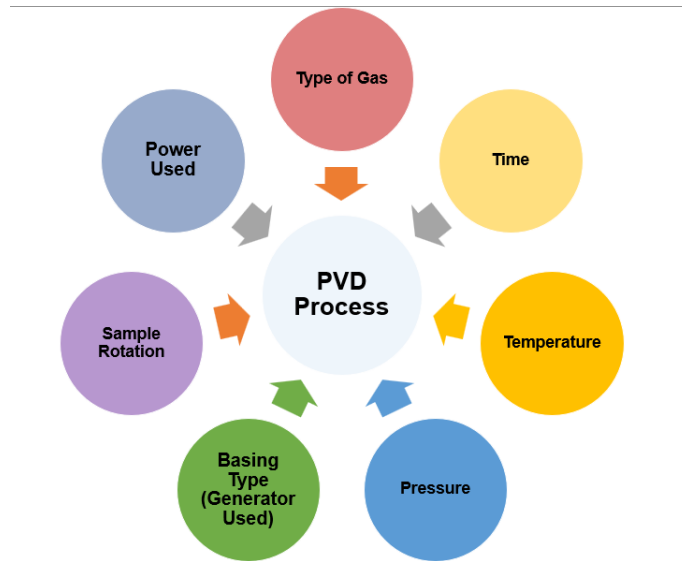 Type of Gas
Power
Used
Time
PVD
Process
Sample
Rotation
Temperature
Basing
Type
(Generator
Used)
Pressure